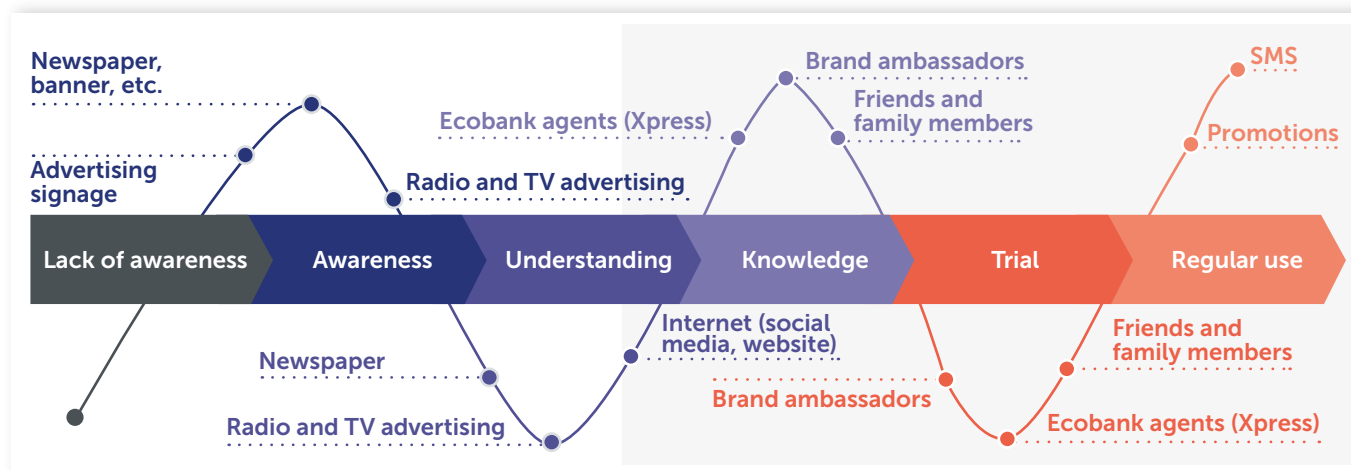 Newspaper,
banner, etc.
Advertising
signage
Radio and TV advertising
Ecobank agents (Xpress)
Brand ambassadors
Friends and
family members
SMS
Promotions
Lack of awareness
Awareness
Understanding
Knowledge
Trial
Regular use
Newspaper
Radio and TV advertising
Internet (social
media, website)
Brand ambassadors
Friends and
family members
Ecobank agents (Xpress)